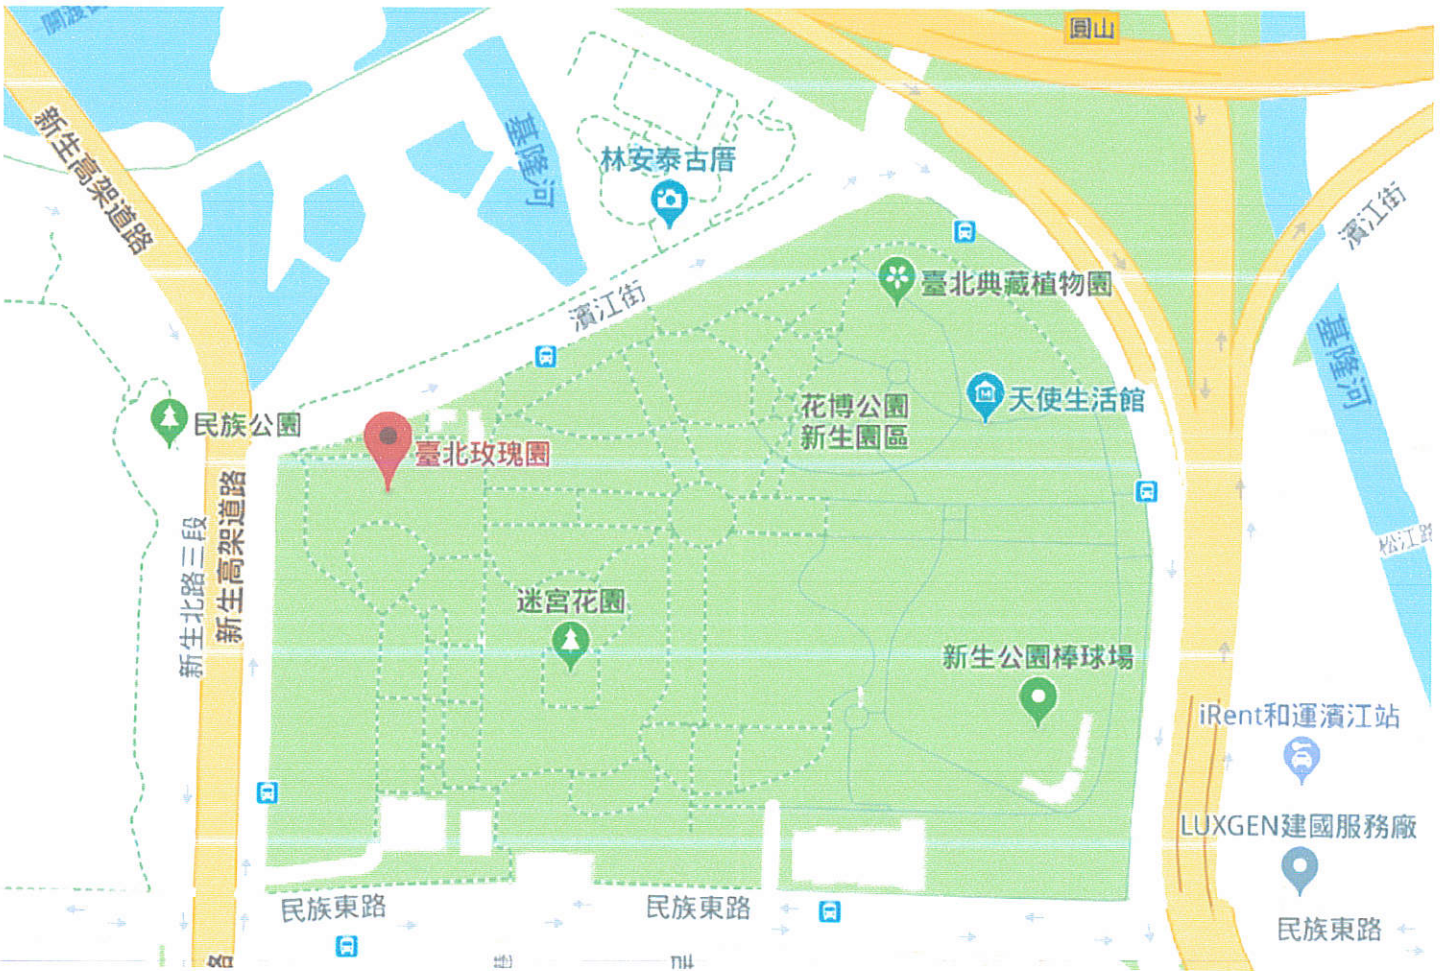 圓山
新生高架道路
基隆河
林安泰古厝
濱江街
臺北典藏植物園
濱江街
基隆河
民族公園
臺北玫瑰園
花博公園
新生園區
天使生活館
新生北路三段
新生高架道路
松江路
迷宮花園
新生公園棒球場
iRent和運濱江站
LUXGEN建國服務廠
民族東路
民族東路
民族東路
路